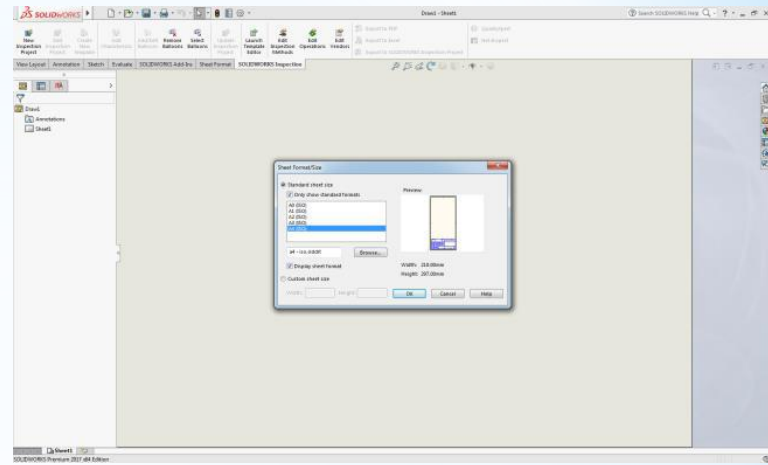 SOLIDWORKS
Draw1 - Sheet1
Search SOLIDWORKS Help
New Inspection Project
Remove Balloons
Select Balloons
Launch Template Editor
Edit Inspection Methods
Edit Operations
Edit Vendors
View Layout Annotation Sketch Evaluate SOLIDWORKS Add-Ins Sheet Format SOLIDWORKS Inspection
Draw1
Annotations
Sheet1
Sheet Format/Size
Standard sheet size
Only show standard formats
A0 (ISO)
A1 (ISO)
A2 (ISO)
A3 (ISO)
A4 (ISO)
a4 - iso.slddrt
Browse...
Display sheet format
Custom sheet size
Width:
Height:
Preview
Width: 210.00mm
Height: 297.00mm
OK Cancel Help
Sheet1
SOLIDWORKS Premium 2017 x64 Edition